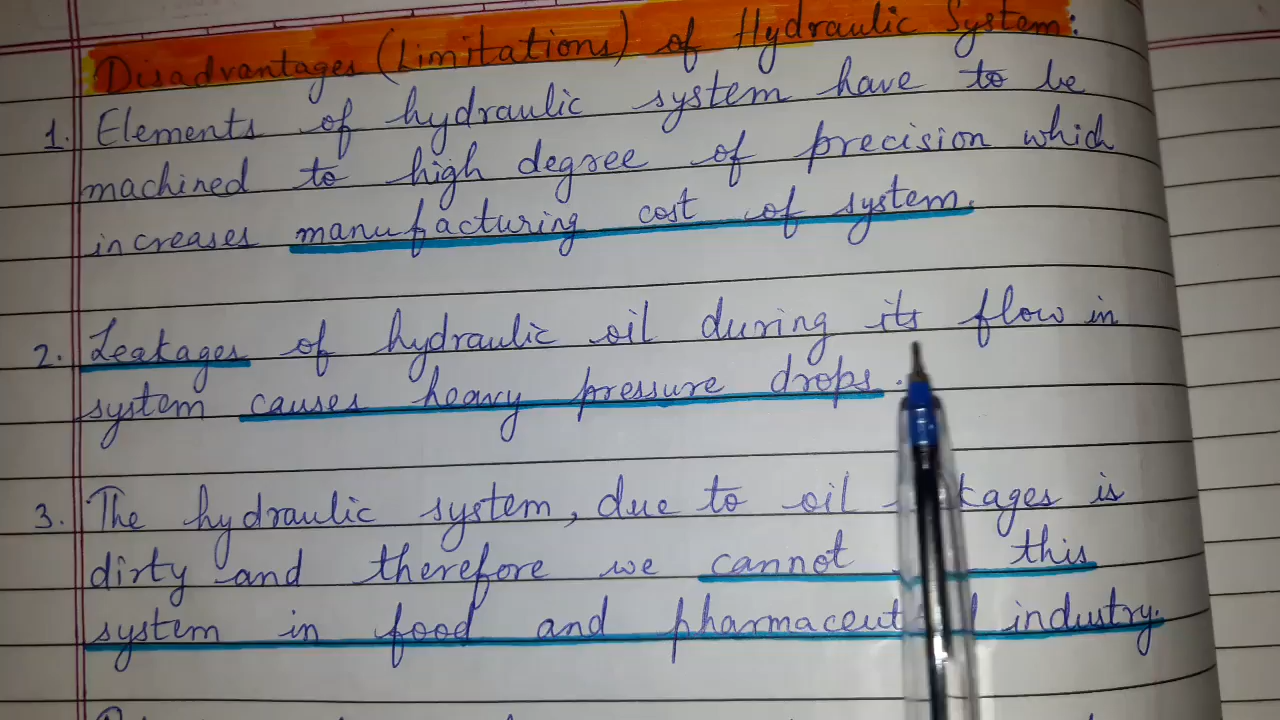 Disadvantages (Limitations) of Hydraulic System:
1. Elements of hydraulic system have to be
machined to high degree of precision which
increases manufacturing cost of system.
2. Leakages of hydraulic oil during its flow in
system causes heavy pressure drops.
3. The hydraulic system, due to oil kages is
dirty and therefore we cannot this
system in food and pharmaceut l industry.